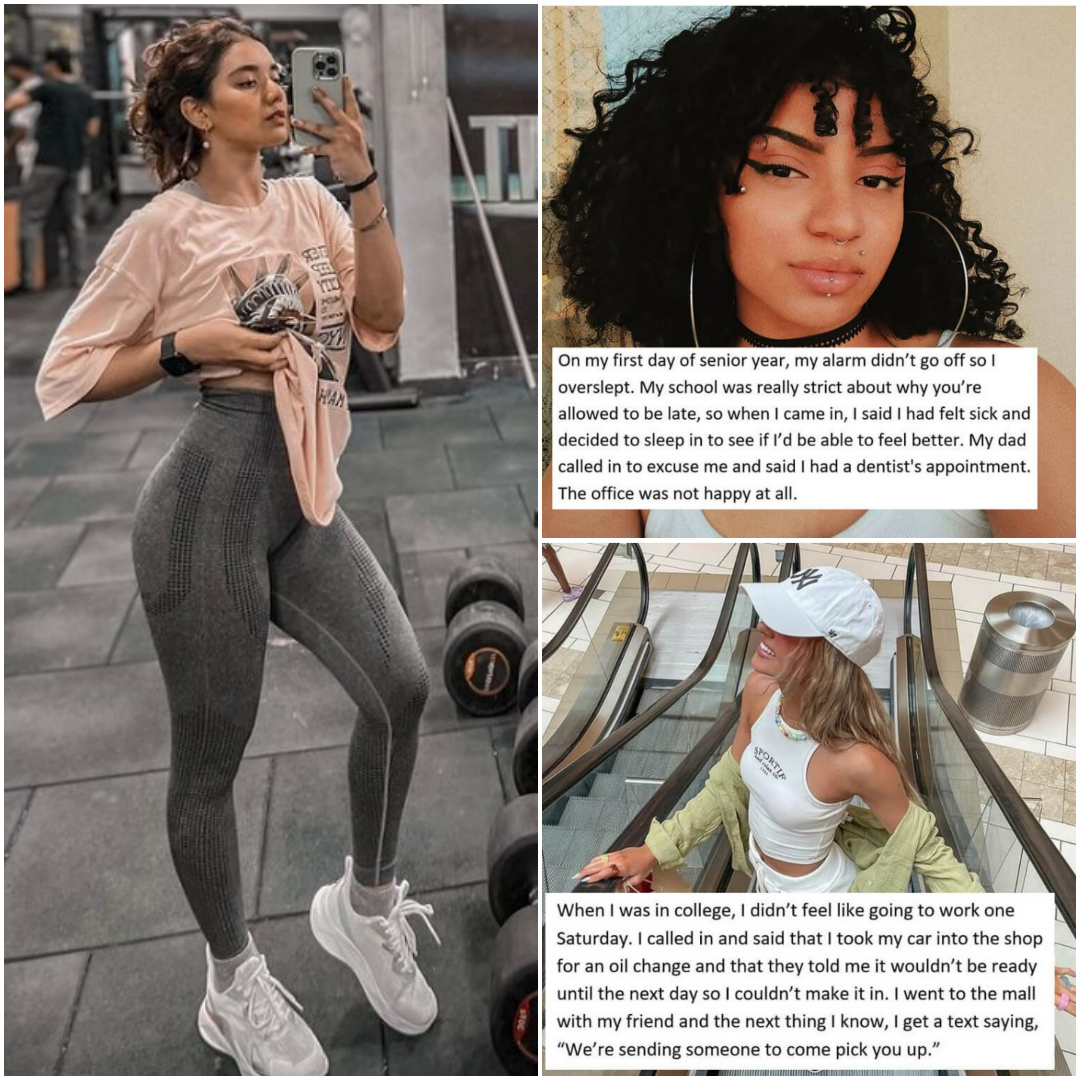 On my first day of senior year, my alarm didn’t go off so I
overslept. My school was really strict about why you’re
allowed to be late, so when I came in, I said I had felt sick and
decided to sleep in to see if I’d be able to feel better. My dad
called in to excuse me and said I had a dentist's appointment.
The office was not happy at all.
NY
SPORTIF
When I was in college, I didn’t feel like going to work one
Saturday. I called in and said that I took my car into the shop
for an oil change and that they told me it wouldn’t be ready
until the next day so I couldn’t make it in. I went to the mall
with my friend and the next thing I know, I get a text saying,
“We’re sending someone to come pick you up.”